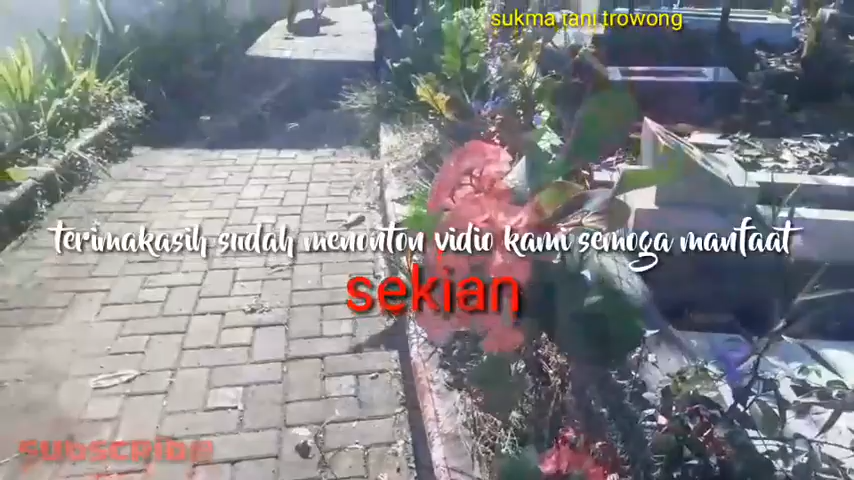 sukma tani trowong
terimakasih sudah menonton vidio kami semoga manfaat
sekian
SUBSCRIBE